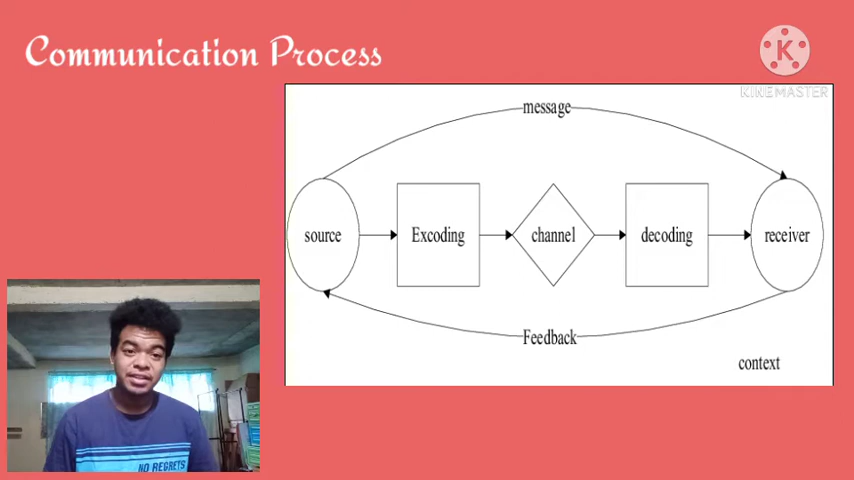 Communication Process
K
KINEMASTER
message
source
Excoding
channel
decoding
receiver
Feedback
context
NO REGRETS